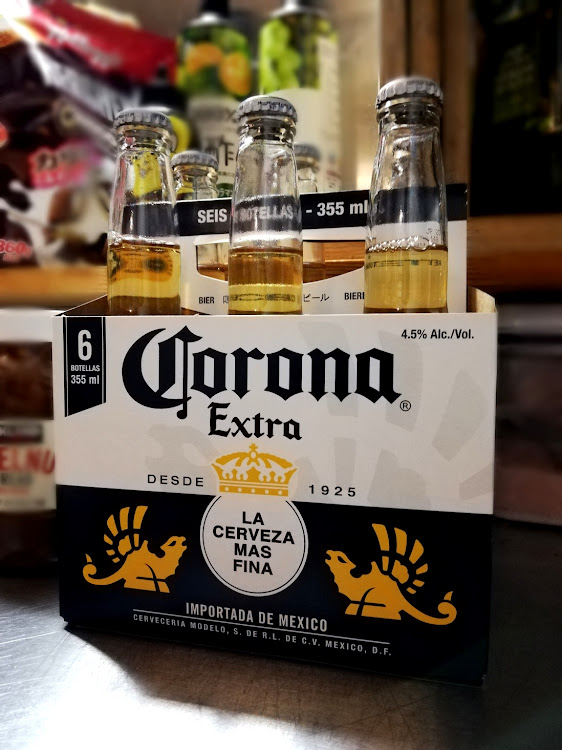 SEIS BOTELLAS - 355 ml
BIER
ビール
BIERE
6
BOTELLAS
355 ml
4.5% Alc./Vol.
Corona
®
Extra
DESDE
1925
LA
CERVEZA
MAS
FINA
IMPORTADA DE MEXICO
CERVECERIA MODELO, S. DE R.L. DE C.V. MEXICO, D.F.